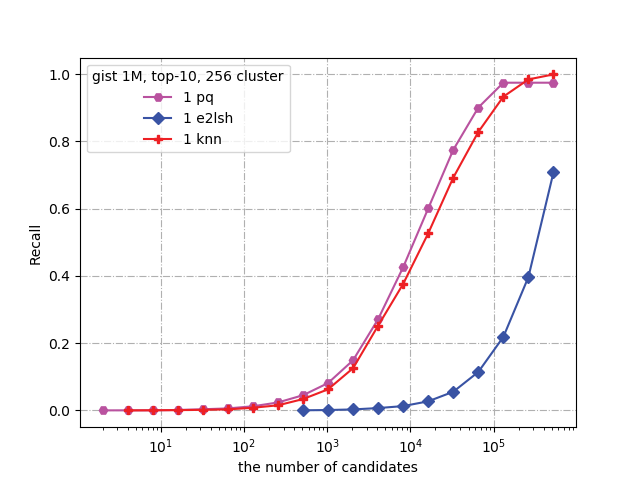 gist 1M, top-10, 256 cluster
1 pq
1 e2lsh
1 knn
1.0
0.8
0.6
0.4
0.2
0.0
Recall
10¹ 10² 10³ 10⁴ 10⁵
the number of candidates